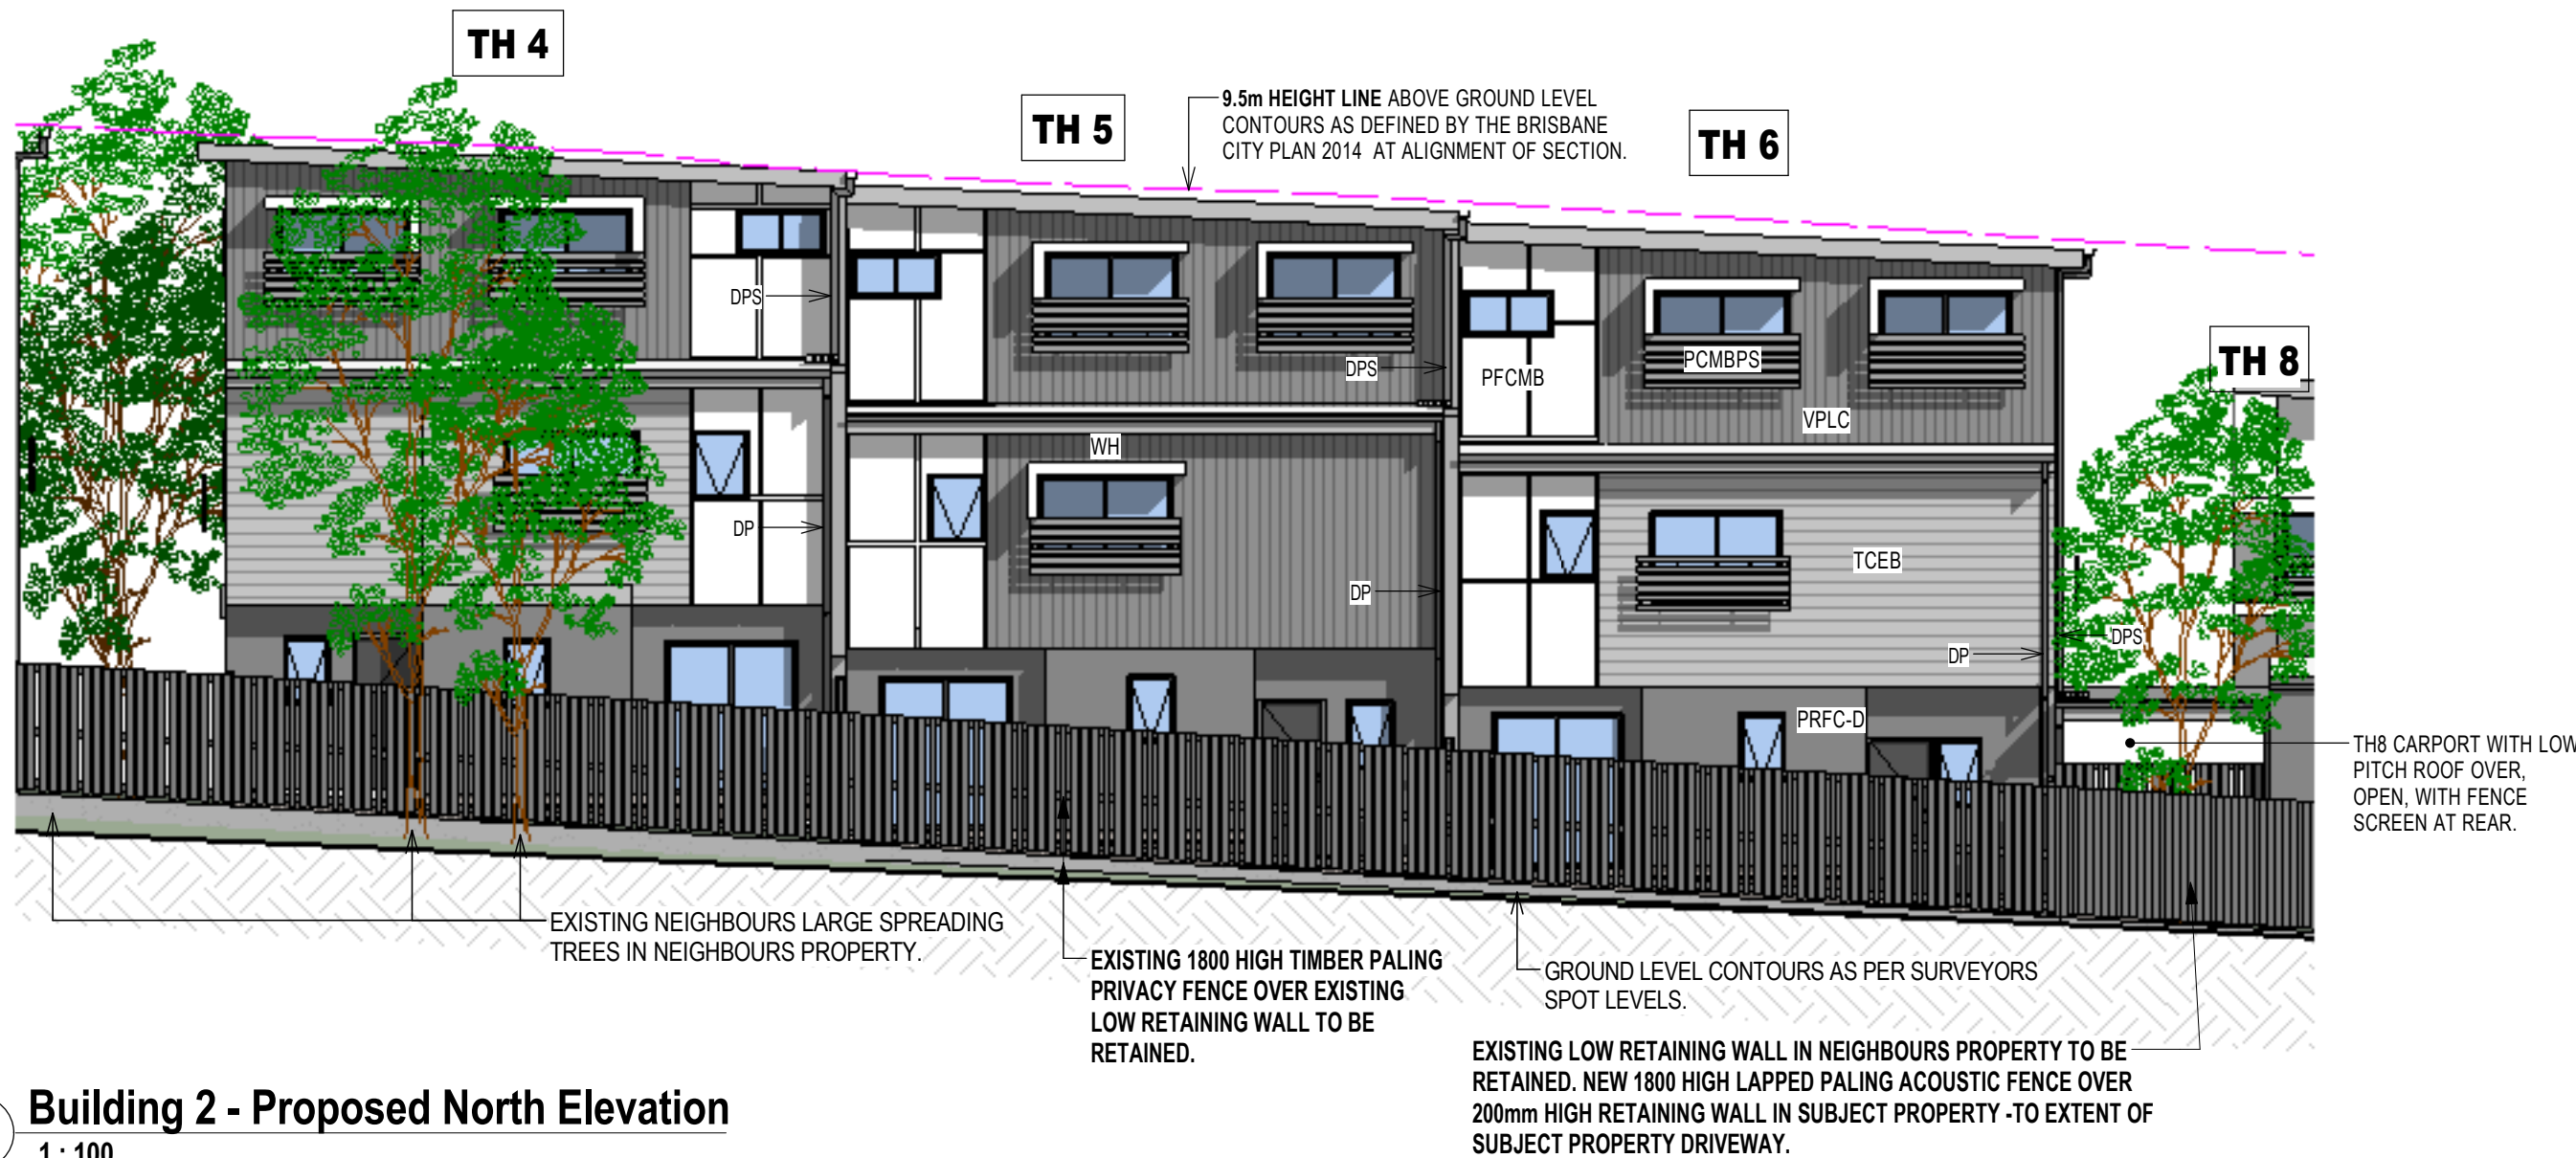 TH 4
TH 5
9.5m HEIGHT LINE ABOVE GROUND LEVEL
CONTOURS AS DEFINED BY THE BRISBANE
CITY PLAN 2014 AT ALIGNMENT OF SECTION.
TH 6
TH 8
DPS
DPS
PFCMB
PCMBPS
VPLC
WH
DP
DP
TCEB
DPS
DP
PRFC-D
TH8 CARPORT WITH LOW
PITCH ROOF OVER,
OPEN, WITH FENCE
SCREEN AT REAR.
EXISTING NEIGHBOURS LARGE SPREADING
TREES IN NEIGHBOURS PROPERTY.
EXISTING 1800 HIGH TIMBER PALING
PRIVACY FENCE OVER EXISTING
LOW RETAINING WALL TO BE
RETAINED.
GROUND LEVEL CONTOURS AS PER SURVEYORS
SPOT LEVELS.
EXISTING LOW RETAINING WALL IN NEIGHBOURS PROPERTY TO BE
RETAINED. NEW 1800 HIGH LAPPED PALING ACOUSTIC FENCE OVER
200mm HIGH RETAINING WALL IN SUBJECT PROPERTY -TO EXTENT OF
SUBJECT PROPERTY DRIVEWAY.
Building 2 - Proposed North Elevation
1 : 100